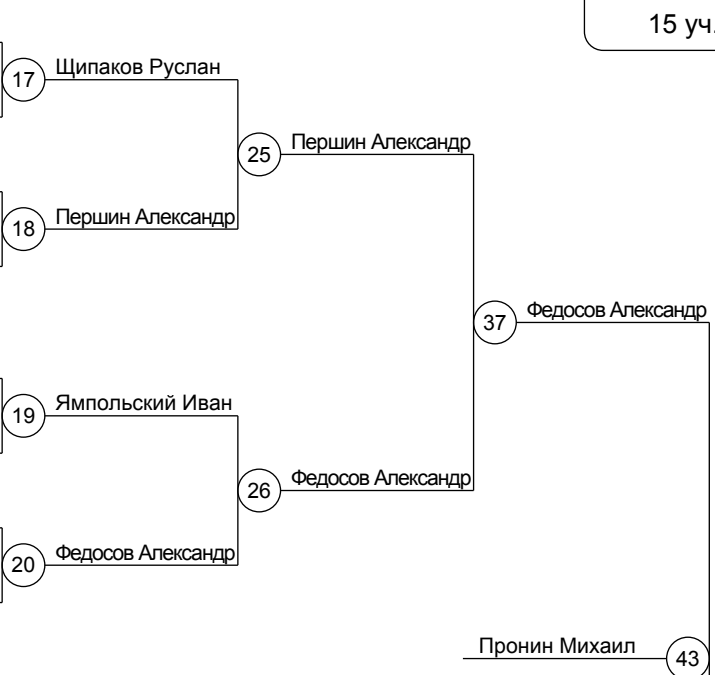 15 уч.
17 Щипаков Руслан
25 Першин Александр
18 Першин Александр
37 Федосов Александр
19 Ямпольский Иван
26 Федосов Александр
20 Федосов Александр
Пронин Михаил 43